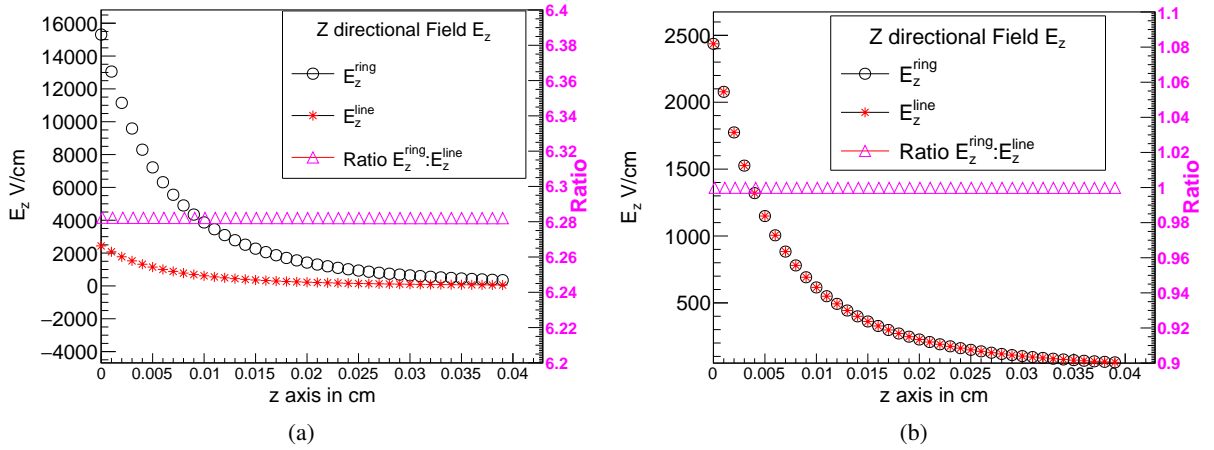 Z directional Field E_z
E_z^ring
E_z^line
Ratio E_z^ring:E_z^line
16000
14000
12000
10000
8000
6000
4000
2000
0
−2000
−4000
E_z V/cm
0 0.005 0.01 0.015 0.02 0.025 0.03 0.035 0.04
z axis in cm
6.4
6.38
6.36
6.34
6.32
6.3
6.28
6.26
6.24
6.22
6.2
Ratio
(a)
Z directional Field E_z
E_z^ring
E_z^line
Ratio E_z^ring:E_z^line
2500
2000
1500
1000
500
E_z V/cm
0 0.005 0.01 0.015 0.02 0.025 0.03 0.035 0.04
z axis in cm
1.1
1.08
1.06
1.04
1.02
1
0.98
0.96
0.94
0.92
0.9
Ratio
(b)